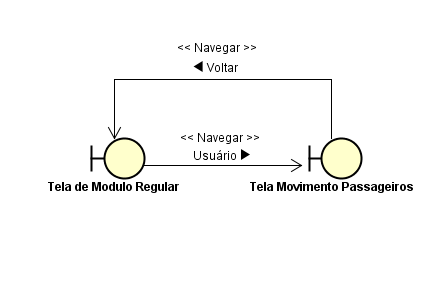 << Navegar >>
◀ Voltar
<< Navegar >>
Usuário ▶
Tela de Modulo Regular
Tela Movimento Passageiros